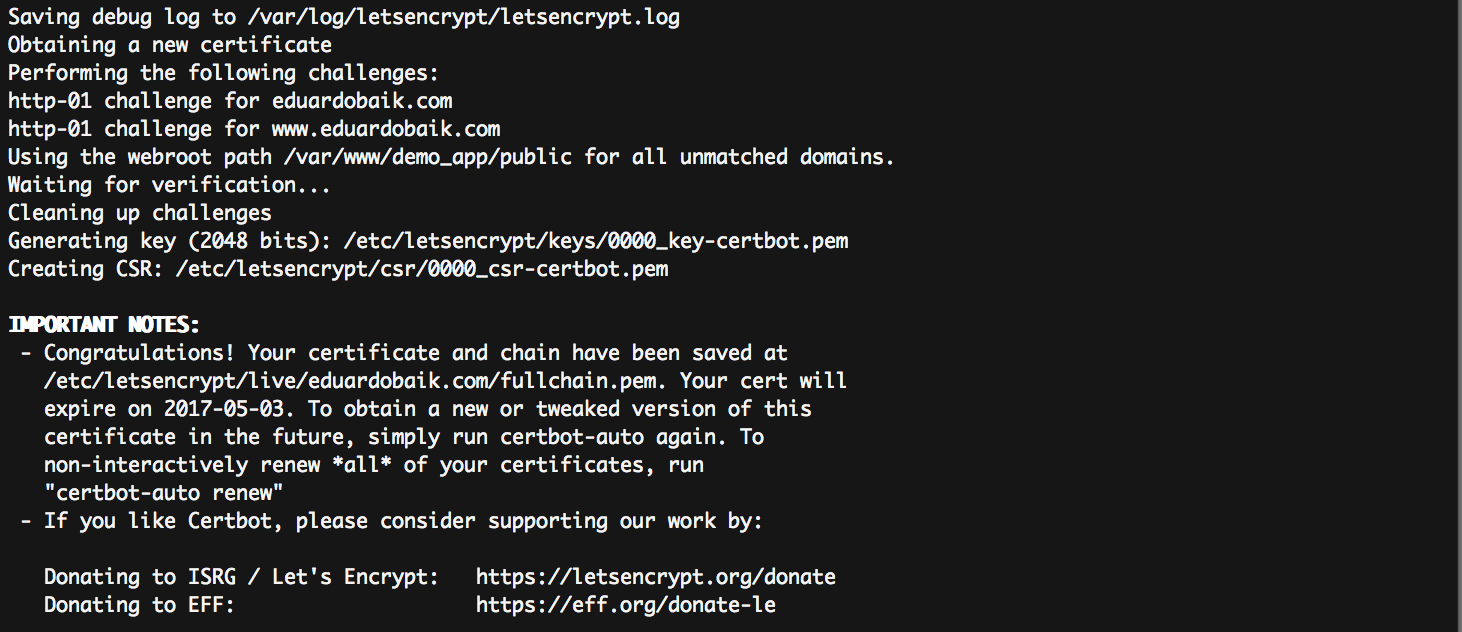 Saving debug log to /var/log/letsencrypt/letsencrypt.log
Obtaining a new certificate
Performing the following challenges:
http-01 challenge for eduardobaik.com
http-01 challenge for www.eduardobaik.com
Using the webroot path /var/www/demo_app/public for all unmatched domains.
Waiting for verification...
Cleaning up challenges
Generating key (2048 bits): /etc/letsencrypt/keys/0000_key-certbot.pem
Creating CSR: /etc/letsencrypt/csr/0000_csr-certbot.pem
IMPORTANT NOTES:
- Congratulations! Your certificate and chain have been saved at
/etc/letsencrypt/live/eduardobaik.com/fullchain.pem. Your cert will
expire on 2017-05-03. To obtain a new or tweaked version of this
certificate in the future, simply run certbot-auto again. To
non-interactively renew *all* of your certificates, run
"certbot-auto renew"
- If you like Certbot, please consider supporting our work by:
Donating to ISRG / Let's Encrypt:   https://letsencrypt.org/donate
Donating to EFF:                    https://eff.org/donate-le